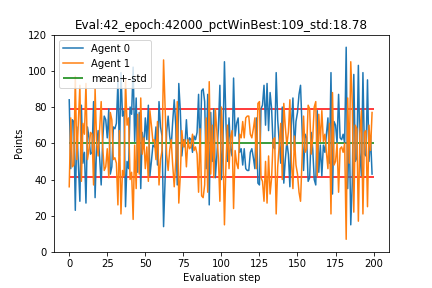 Eval:42_epoch:42000_pctWinBest:109_std:18.78
Agent 0
Agent 1
mean+-std
Points
120
100
80
60
40
20
0
0
25
50
75
100
125
150
175
200
Evaluation step